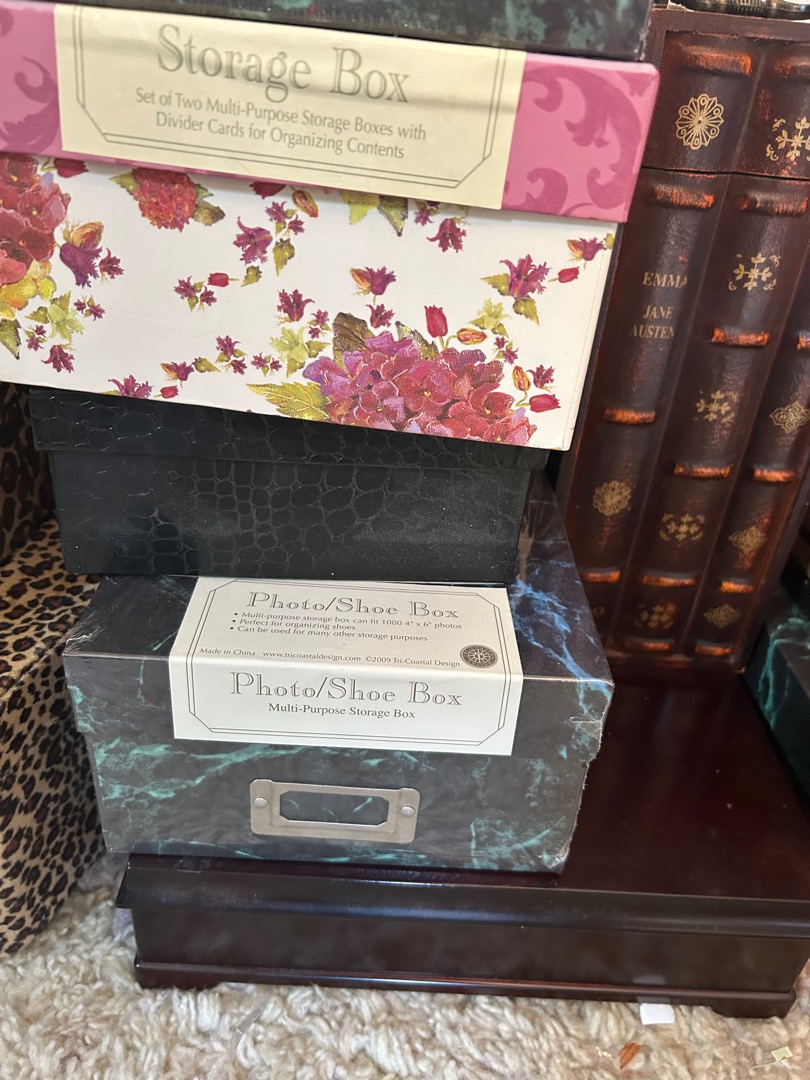 Storage Box
Set of Two Multi-Purpose Storage Boxes with
Divider Cards for Organizing Contents
EMMA
JANE
AUSTEN
Photo/Shoe Box
• Multi-purpose storage box can fit 1000 4" x 6" photos
• Perfect for organizing shoes
• Can be used for many other storage purposes
Made in China www.tricoastaldesign.com ©2009 Tri-Coastal Design
Photo/Shoe Box
Multi-Purpose Storage Box